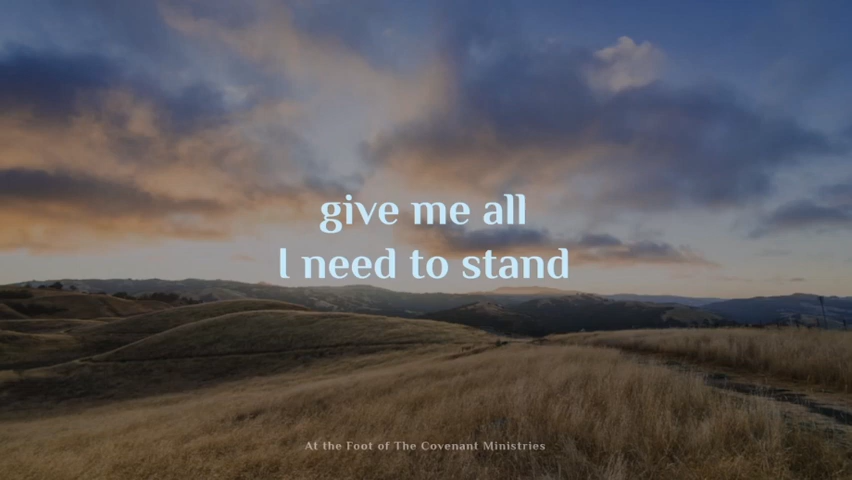 give me all
I need to stand
At the Foot of The Covenant Ministries